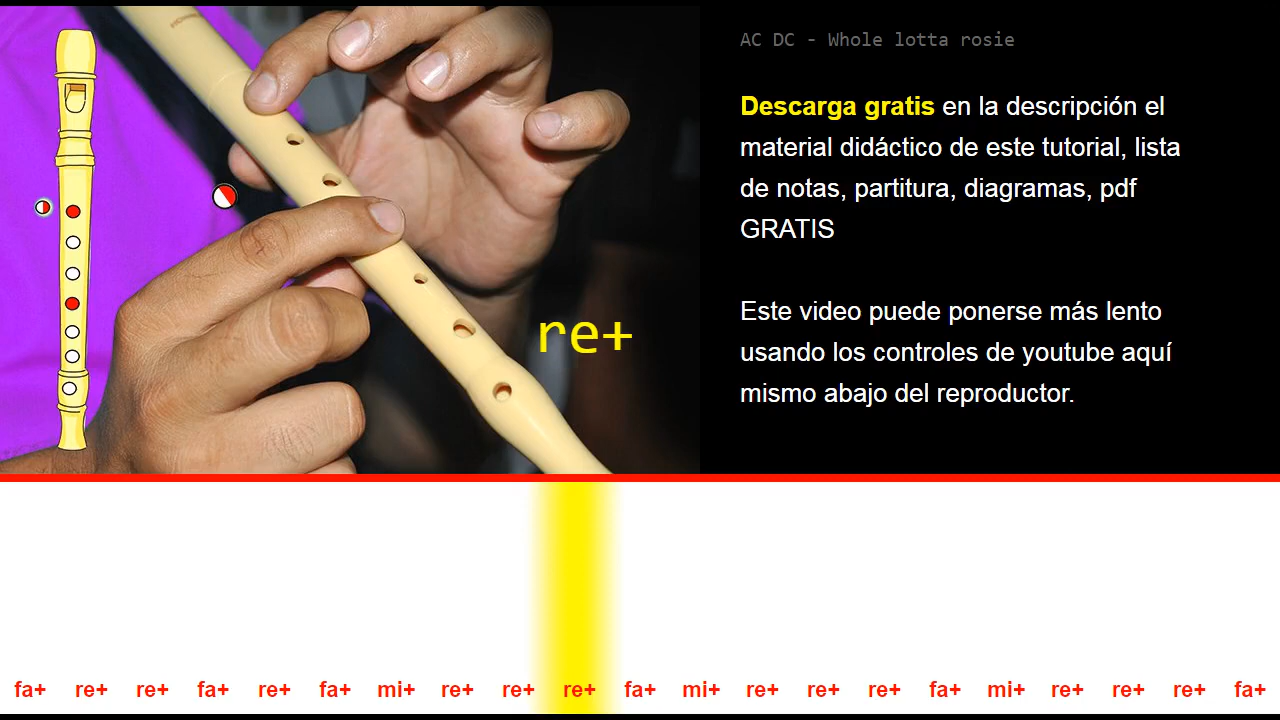 AC DC - Whole lotta rosie
Descarga gratis en la descripción el
material didáctico de este tutorial, lista
de notas, partitura, diagramas, pdf
GRATIS
Este video puede ponerse más lento
usando los controles de youtube aquí
mismo abajo del reproductor.
re+
fa+ re+ re+ fa+ re+ fa+ mi+ re+ re+ re+ fa+ mi+ re+ re+ re+ fa+ mi+ re+ re+ re+ fa+